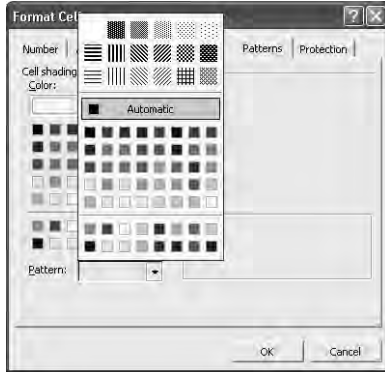 Format Cel
Number Patterns Protection
Cell shading
Color:
Automatic
Pattern:
OK Cancel